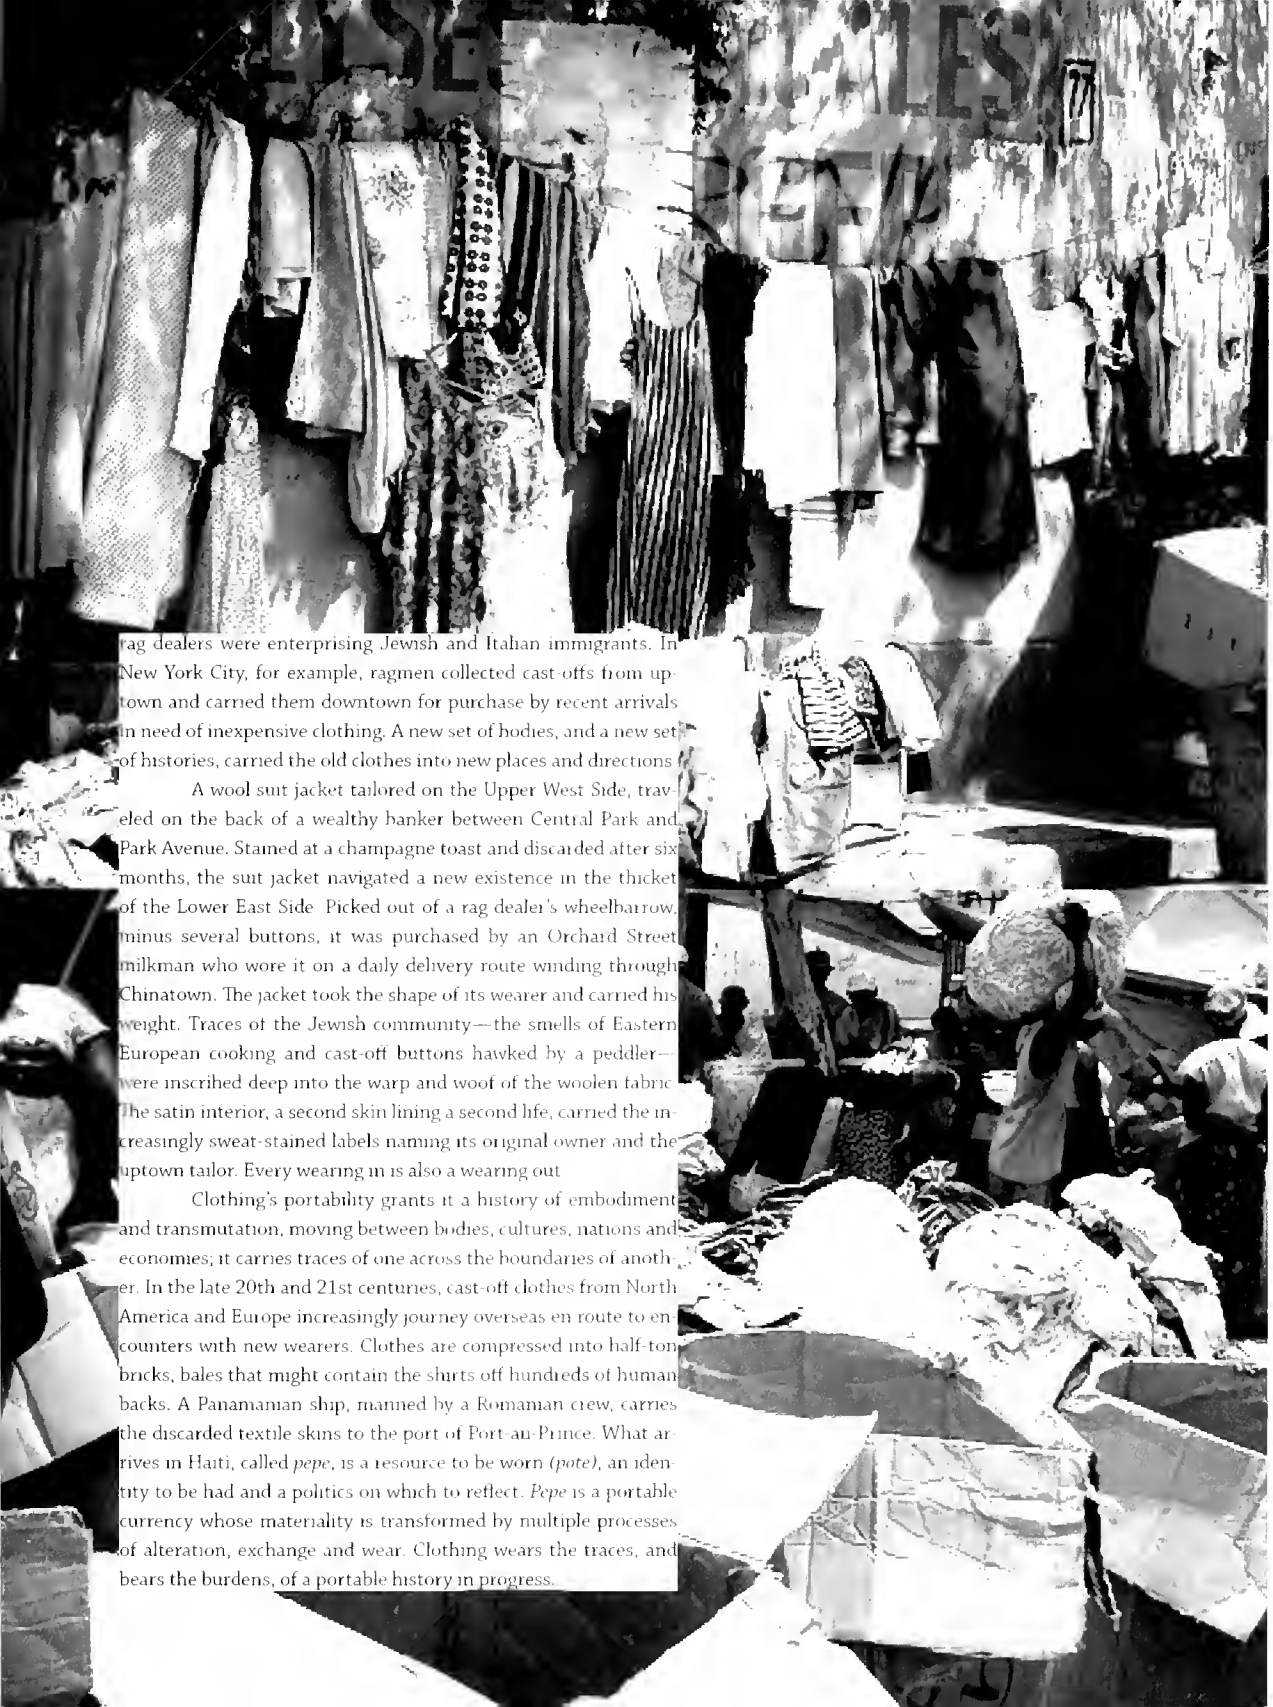 rag dealers were enterprising Jewish and Italian immigrants. In
New York City, for example, ragmen collected cast-offs from up-
town and carried them downtown for purchase by recent arrivals
in need of inexpensive clothing. A new set of bodies, and a new set
of histories, carried the old clothes into new places and directions
A wool suit jacket tailored on the Upper West Side, trav-
eled on the back of a wealthy banker between Central Park and
Park Avenue. Stained at a champagne toast and discarded after six
months, the suit jacket navigated a new existence in the thicket
of the Lower East Side Picked out of a rag dealer's wheelbarrow,
minus several buttons, it was purchased by an Orchard Street
milkman who wore it on a daily delivery route winding through
Chinatown. The jacket took the shape of its wearer and carried his
weight. Traces of the Jewish community—the smells of Eastern
European cooking and cast-off buttons hawked by a peddler—
were inscribed deep into the warp and woof of the woolen fabric
The satin interior, a second skin lining a second life, carried the in-
creasingly sweat-stained labels naming its original owner and the
uptown tailor. Every wearing in is also a wearing out
Clothing's portability grants it a history of embodiment
and transmutation, moving between bodies, cultures, nations and
economies; it carries traces of one across the boundaries of anoth-
er. In the late 20th and 21st centuries, cast-off clothes from North
America and Europe increasingly journey overseas en route to en-
counters with new wearers. Clothes are compressed into half-ton
bricks, bales that might contain the shirts off hundreds of human
backs. A Panamanian ship, manned by a Romanian crew, carries
the discarded textile skins to the port of Port-au-Prince. What ar-
rives in Haiti, called pepe, is a resource to be worn (pote), an iden-
tity to be had and a politics on which to reflect. Pepe is a portable
currency whose materiality is transformed by multiple processes
of alteration, exchange and wear. Clothing wears the traces, and
bears the burdens, of a portable history in progress.